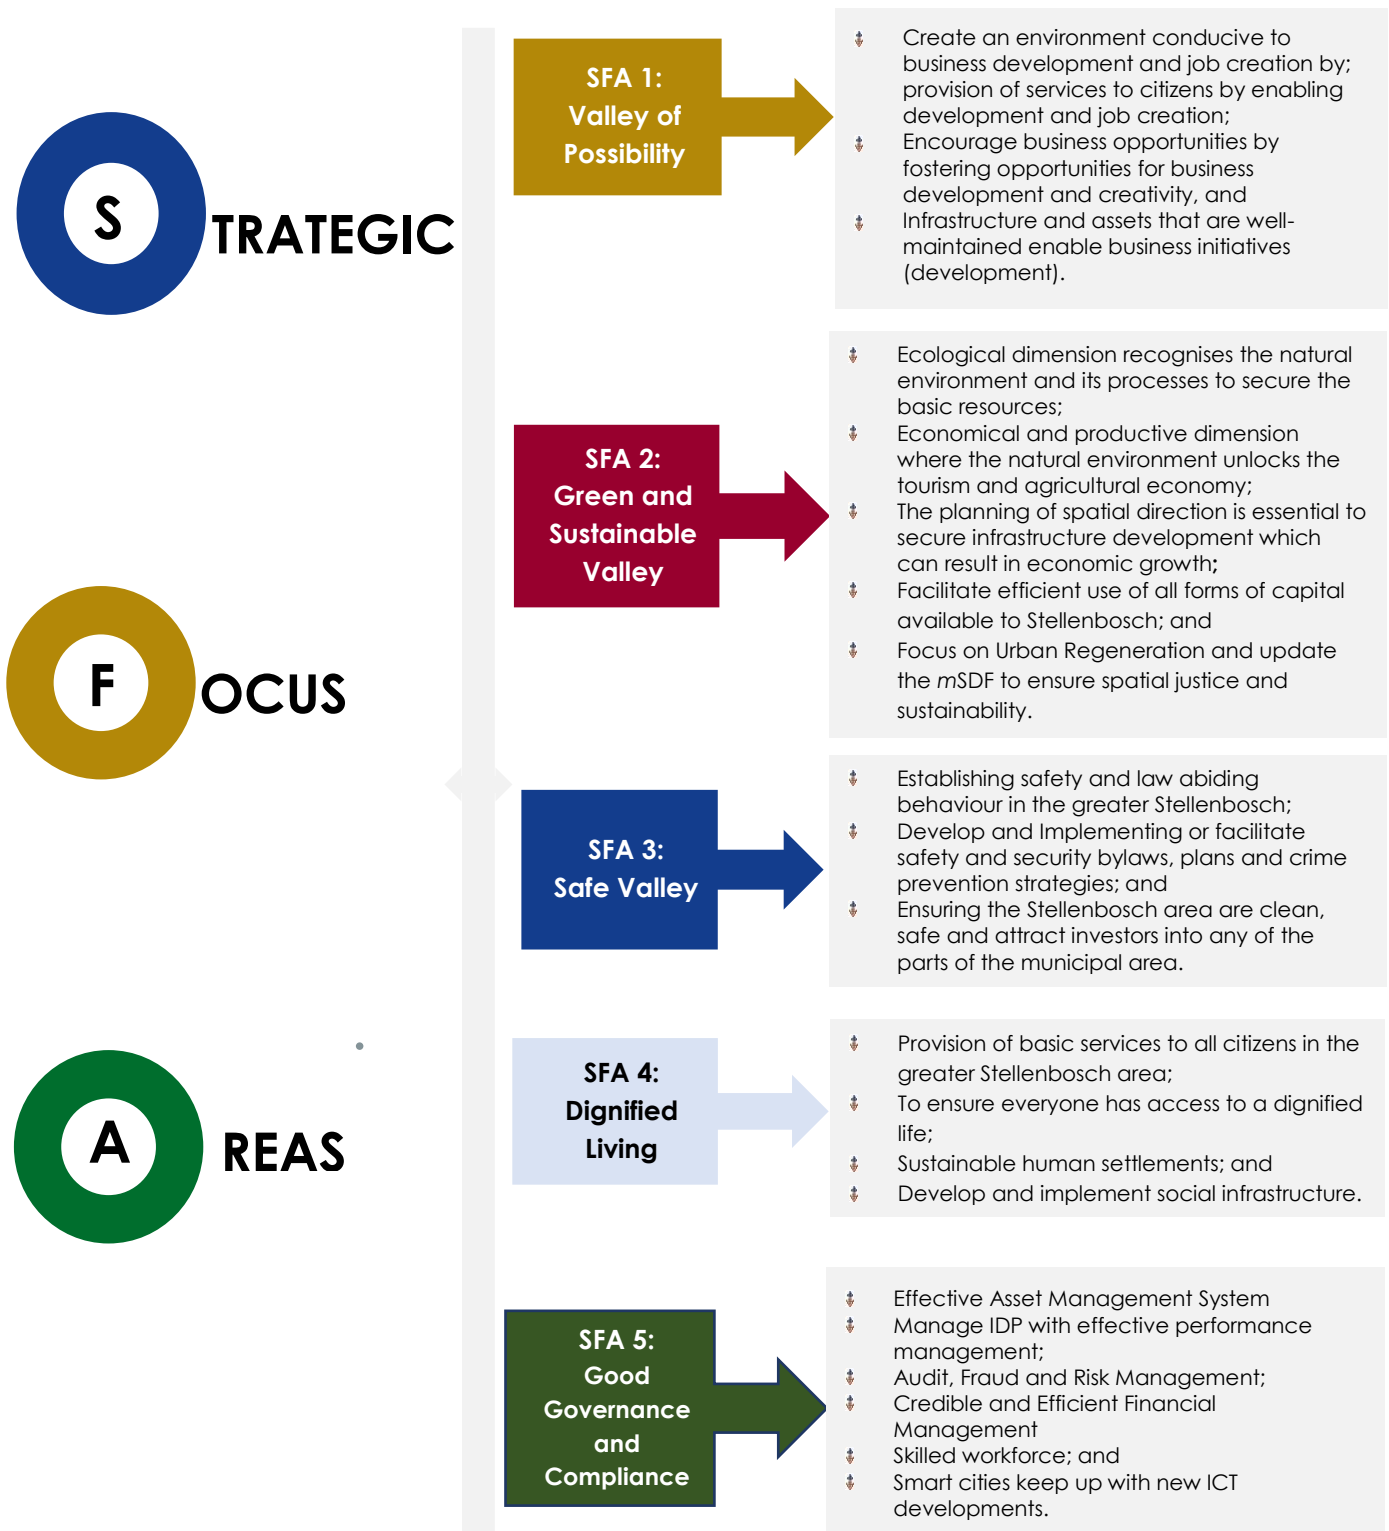 STRATEGIC
FOCUS
AREAS
SFA 1:
Valley of
Possibility
Create an environment conducive to
business development and job creation by;
provision of services to citizens by enabling
development and job creation;
Encourage business opportunities by
fostering opportunities for business
development and creativity, and
Infrastructure and assets that are well-
maintained enable business initiatives
(development).
SFA 2:
Green and
Sustainable
Valley
Ecological dimension recognises the natural
environment and its processes to secure the
basic resources;
Economical and productive dimension
where the natural environment unlocks the
tourism and agricultural economy;
The planning of spatial direction is essential to
secure infrastructure development which
can result in economic growth;
Facilitate efficient use of all forms of capital
available to Stellenbosch; and
Focus on Urban Regeneration and update
the mSDF to ensure spatial justice and
sustainability.
SFA 3:
Safe Valley
Establishing safety and law abiding
behaviour in the greater Stellenbosch;
Develop and Implementing or facilitate
safety and security bylaws, plans and crime
prevention strategies; and
Ensuring the Stellenbosch area are clean,
safe and attract investors into any of the
parts of the municipal area.
SFA 4:
Dignified
Living
Provision of basic services to all citizens in the
greater Stellenbosch area;
To ensure everyone has access to a dignified
life;
Sustainable human settlements; and
Develop and implement social infrastructure.
SFA 5:
Good
Governance
and
Compliance
Effective Asset Management System
Manage IDP with effective performance
management;
Audit, Fraud and Risk Management;
Credible and Efficient Financial
Management
Skilled workforce; and
Smart cities keep up with new ICT
developments.